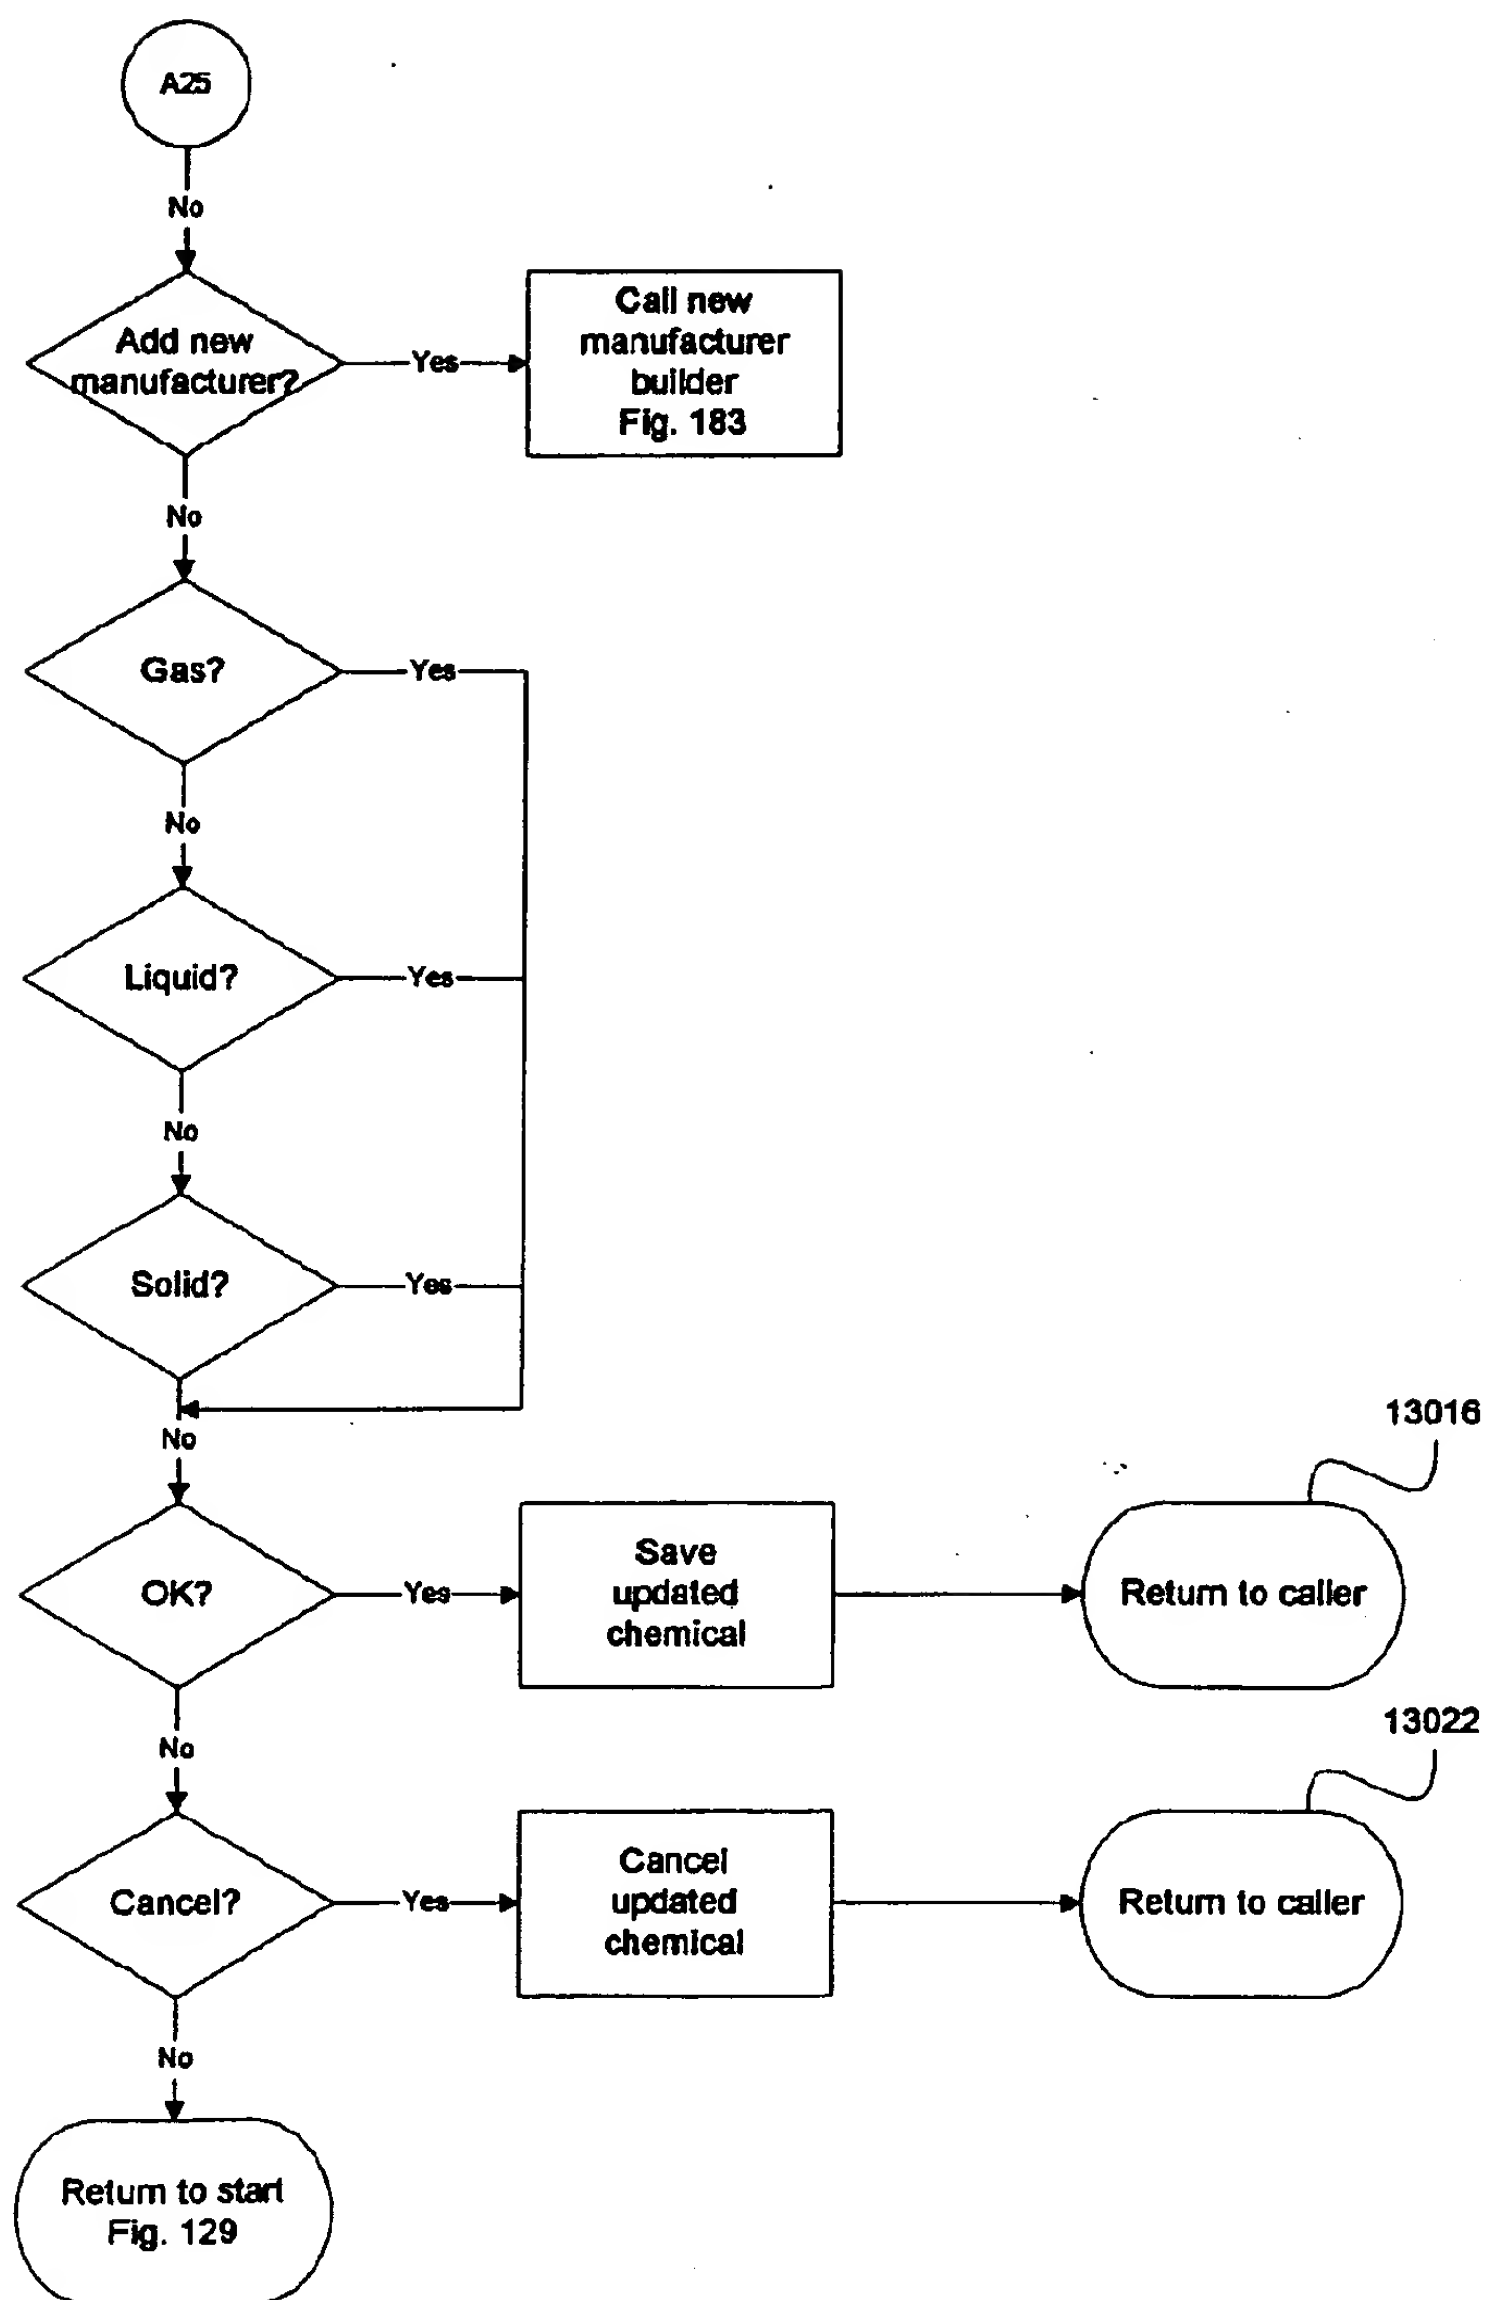 A25
No
Add new
manufacturer?
Yes
Call new
manufacturer
builder
Fig. 183
No
Gas?
Yes
No
Liquid?
Yes
No
Solid?
Yes
No
13016
OK?
Yes
Save
updated
chemical
Return to caller
No
13022
Cancel?
Yes
Cancel
updated
chemical
Return to caller
No
Return to start
Fig. 129